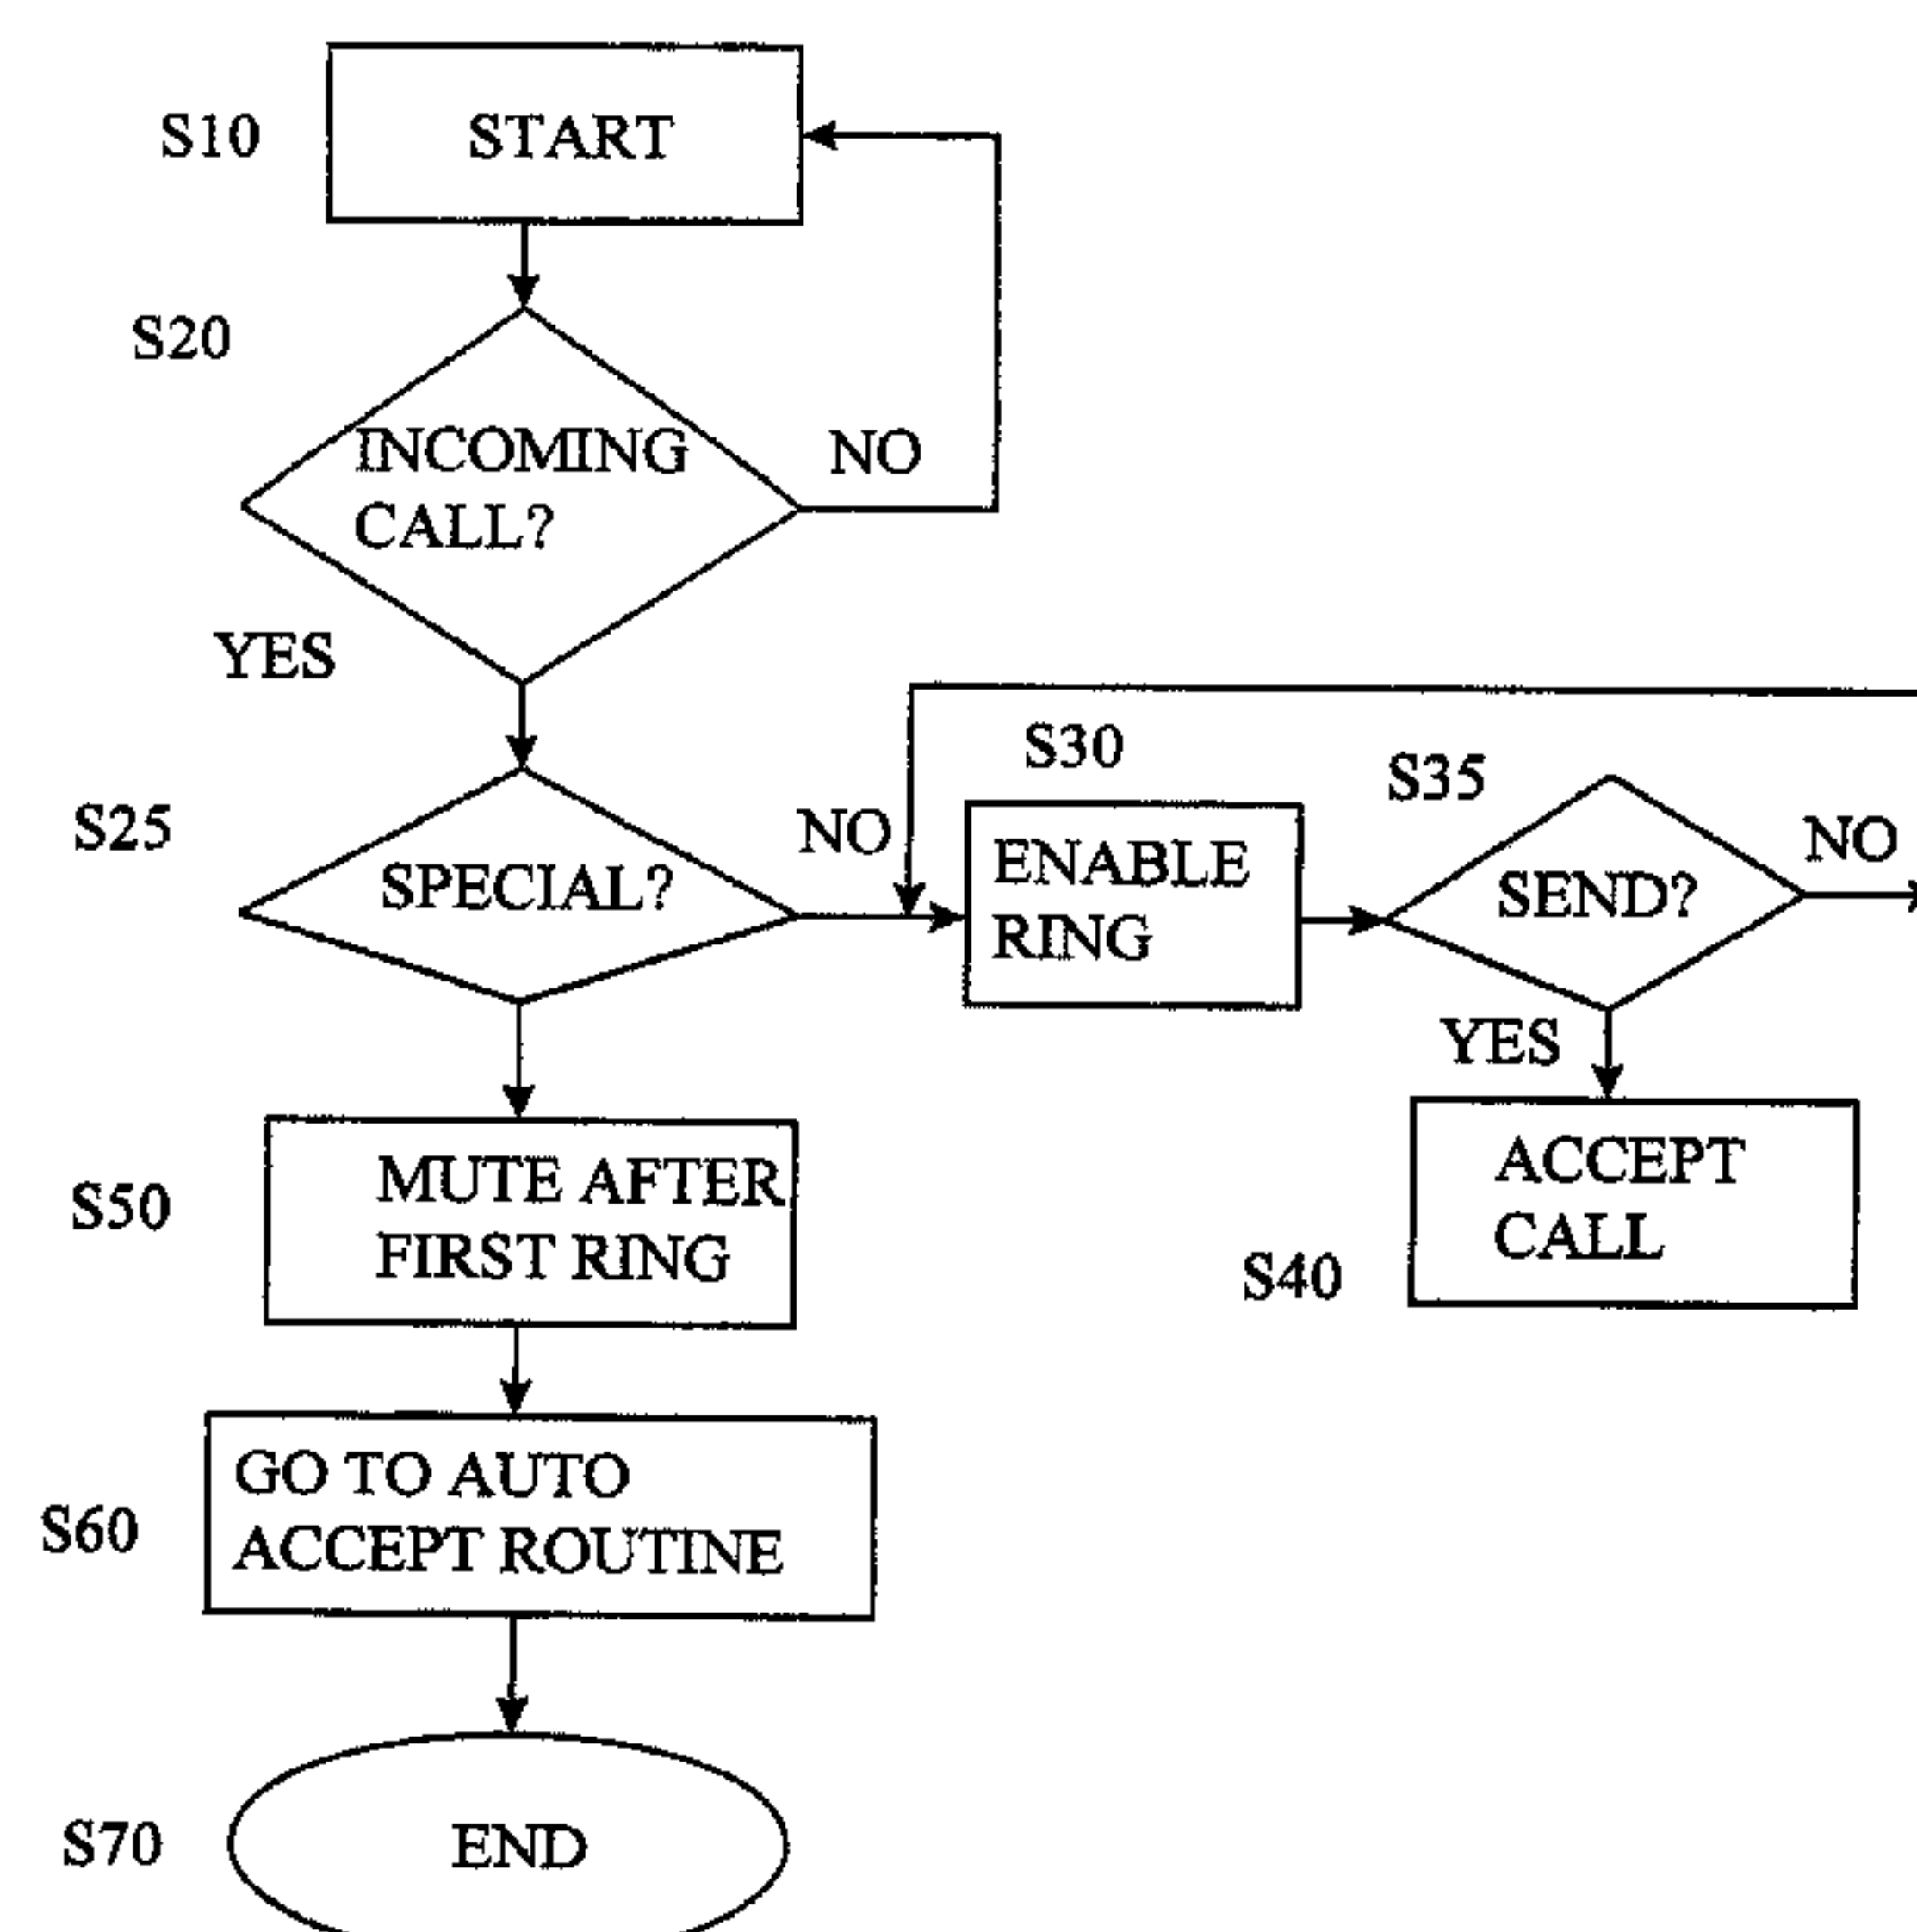 S10
START
S20
INCOMING
CALL?
NO
YES
S25
SPECIAL?
NO
S30
ENABLE
RING
S35
SEND?
NO
YES
S40
ACCEPT
CALL
S50
MUTE AFTER
FIRST RING
S60
GO TO AUTO
ACCEPT ROUTINE
S70
END